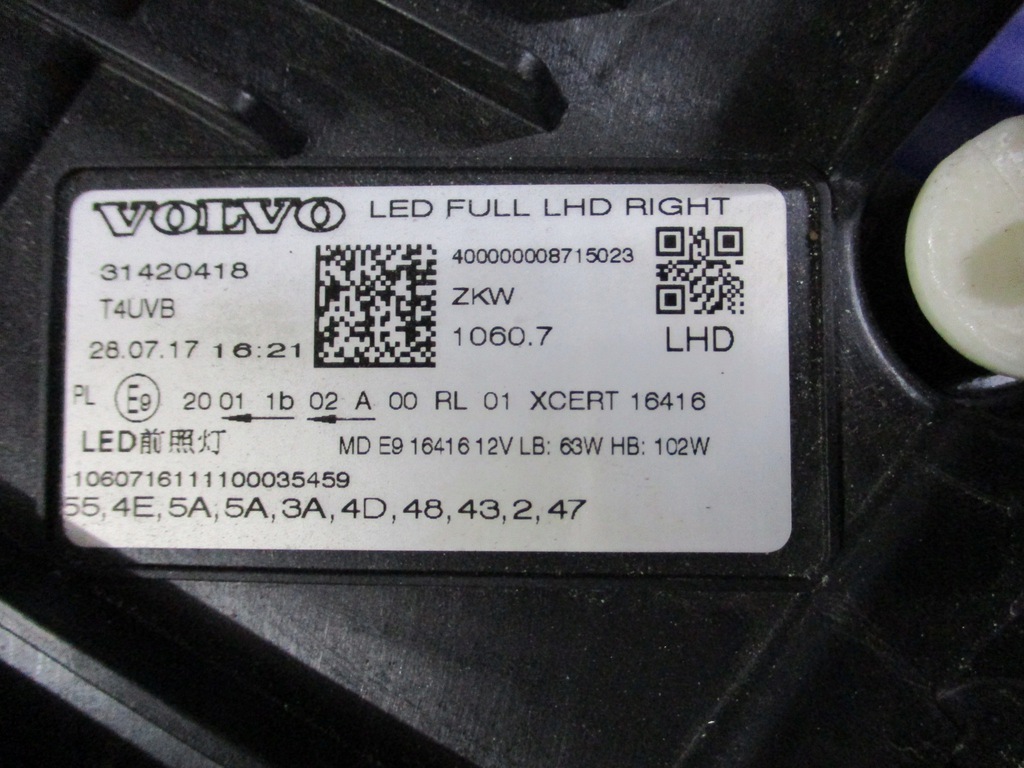 VOLVO LED FULL LHD RIGHT
31420418
400000008715023
T4UVB
ZKW
28.07.17 16:21
1060.7
LHD
PL E9 20 01 1b 02 A 00 RL 01 XCERT 16416
LED前照灯
MD E9 16416 12V LB: 63W HB: 102W
1060716111100035459
55,4E,5A,5A,3A,4D,48,43,2,47